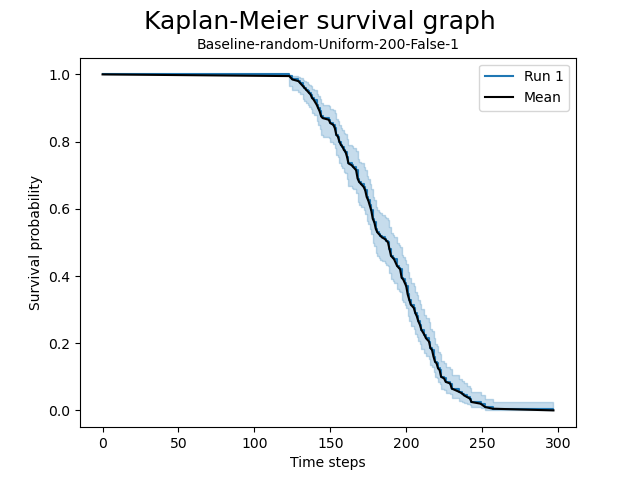 Kaplan-Meier survival graph
Baseline-random-Uniform-200-False-1
1.0
0.8
0.6
0.4
0.2
0.0
Survival probability
Run 1
Mean
0 50 100 150 200 250 300
Time steps